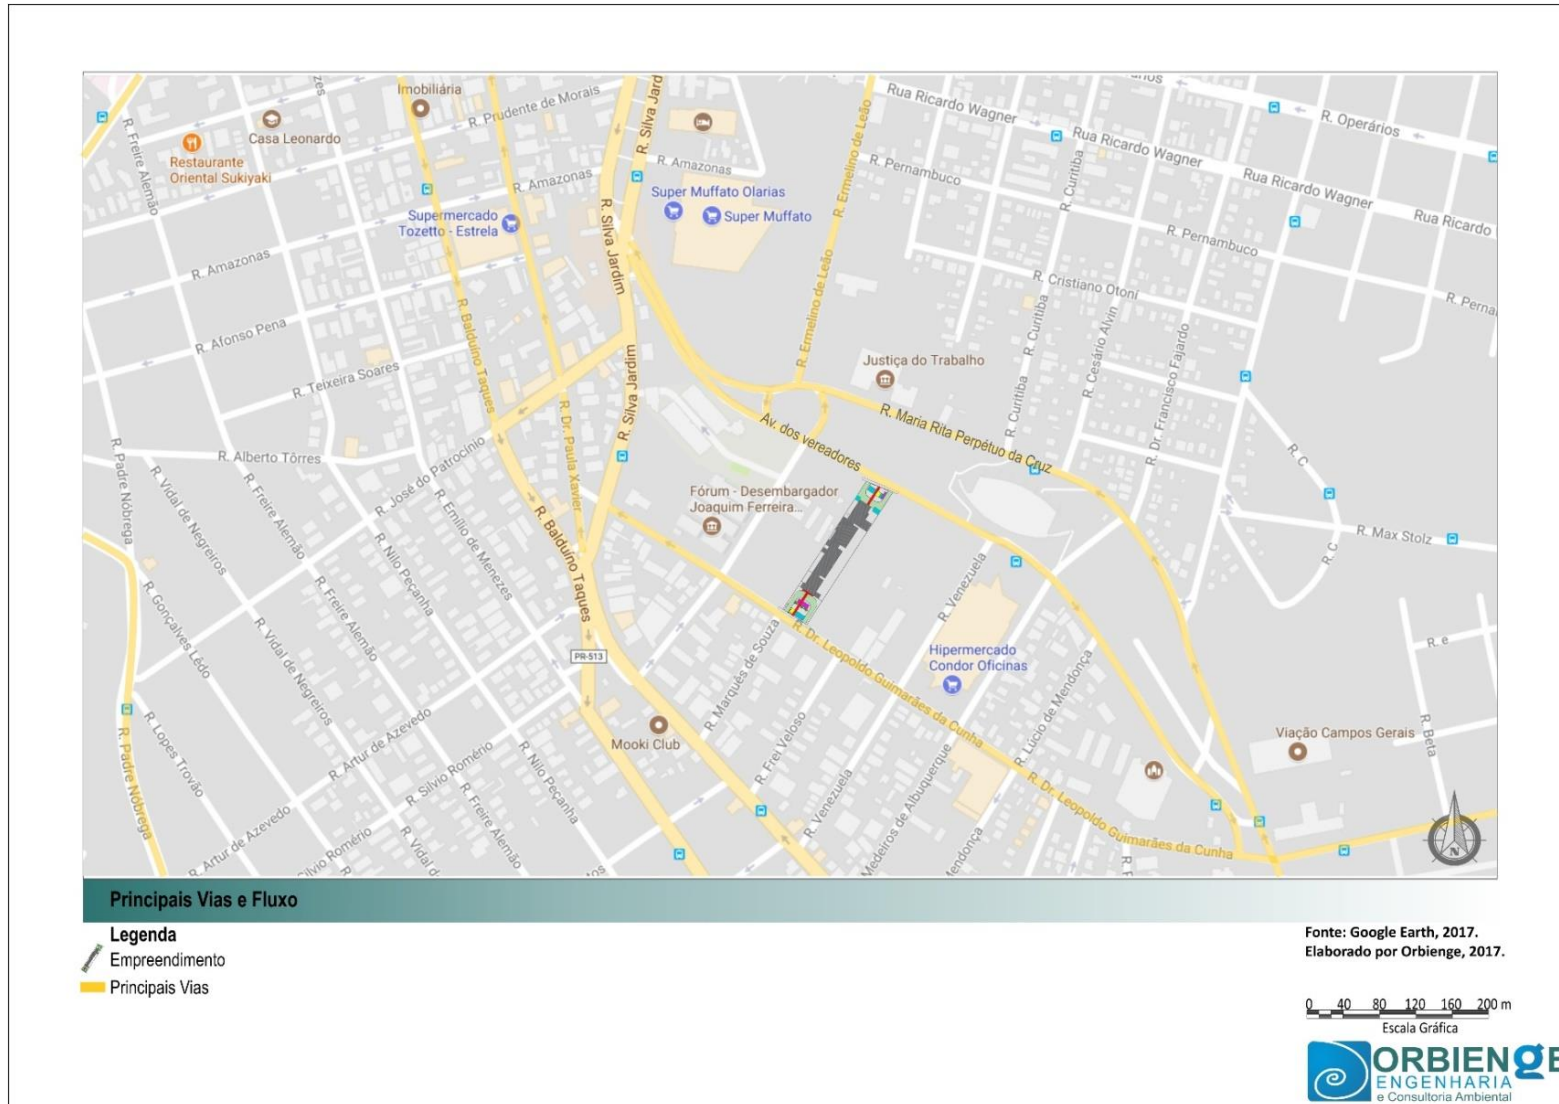 Imobiliária
R. Prudente de Morais
R. Silva Jard
R. Freire Alemão
Casa Leonardo
Restaurante
Oriental Sukiyaki
R. Amazonas
R. Amazonas
Super Muffato Olarias
Super Muffato
Supermercado
Tozetto - Estrela
R. Silva Jardim
R. Ermelino de Leão
Rua Ricardo Wagner
Rua Ricardo Wagner
Rua Ricardo Wagner
Rua Ricardo
R. Operários
R. Pernambuco
R. Pernambuco
R. Perna
R. Curitiba
R. Amazonas
R. Afonso Pena
R. Teixeira Soares
R. Balduíno Taques
R. Silva Jardim
R. Ermelino de Leão
R. Cristiano Otoni
R. Curitiba
R. Cesário Alvin
R. Dr. Francisco Fajardo
Justiça do Trabalho
R. Maria Rita Perpétuo da Cruz
R. Curitiba
Av. dos vereadores
R. Dr. Paula Xavier
R. Alberto Tôrres
R. José do Patrocínio
R. Padre Nóbrega
R. Vidal de Negreiros
R. Freire Alemão
R. Emílio de Menezes
R. Balduíno Taques
Fórum - Desembargador
Joaquim Ferreira...
R. C
R. C
R. Max Stolz
R. Nilo Peçanha
R. Freire Alemão
R. Gonçalves Lêdo
R. Vidal de Negreiros
R. Venezuela
R. Marquês de Souza
R. Dr. Leopoldo Guimarães da Cunha
Hipermercado
Condor Oficinas
R. e
PR-513
R. Lopes Trovão
R. Padre Nóbrega
R. Artur de Azevedo
R. Silvio Romério
R. Nilo Peçanha
Mooki Club
R. Frei Veloso
R. Lúcio de Mendonça
Viação Campos Gerais
R. Beta
R. Artur de Azevedo
R. Freire Alemão
R. Venezuela
Medeiros de Albuquerque
R. Dr. Leopoldo Guimarães da Cunha
Silvio Romério
R. Vidal d
Mendonça
N
Principais Vias e Fluxo
Legenda
Empreendimento
Principais Vias
Fonte: Google Earth, 2017.
Elaborado por Orbienge, 2017.
0 40 80 120 160 200 m
Escala Gráfica
ORBIENGE
ENGENHARIA
e Consultoria Ambiental